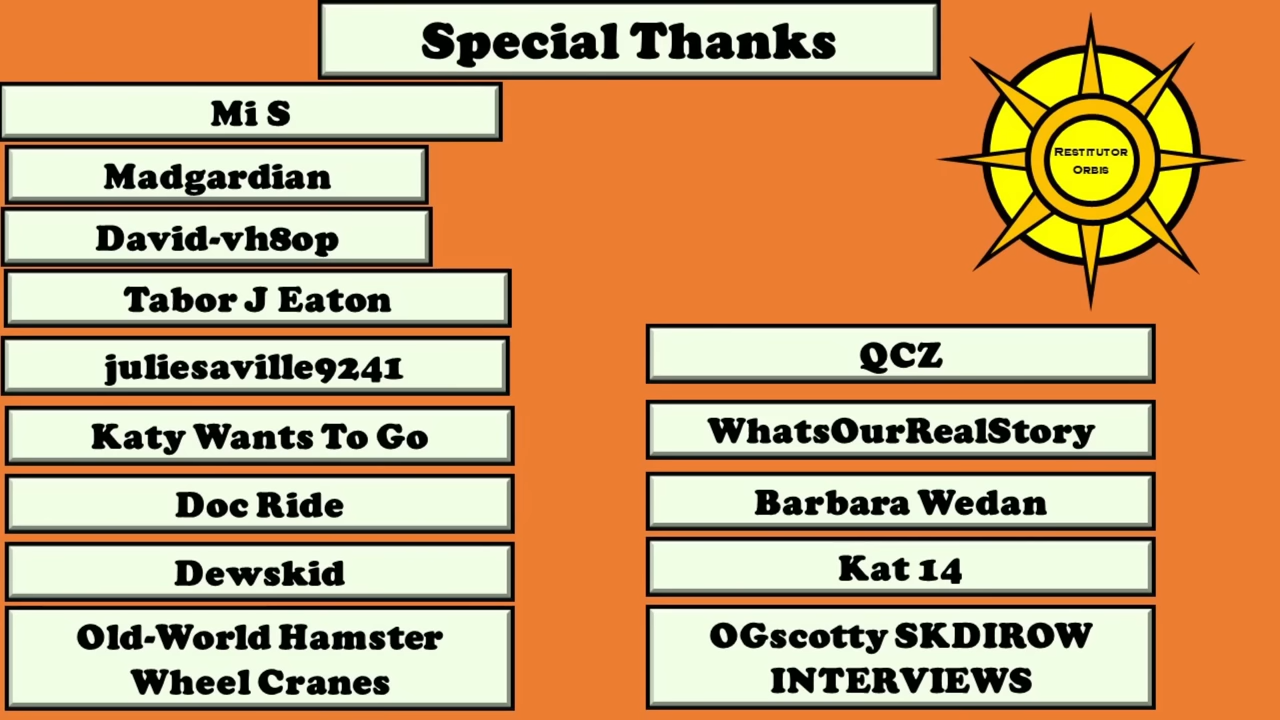 Special Thanks
Mi S
Madgardian
David-vh8op
Tabor J Eaton
juliesaville9241
Katy Wants To Go
Doc Ride
Dewskid
Old-World Hamster
Wheel Cranes
RESTITUTOR
ORBIS
QCZ
WhatsOurRealStory
Barbara Wedan
Kat 14
OGscotty SKDIROW
INTERVIEWS